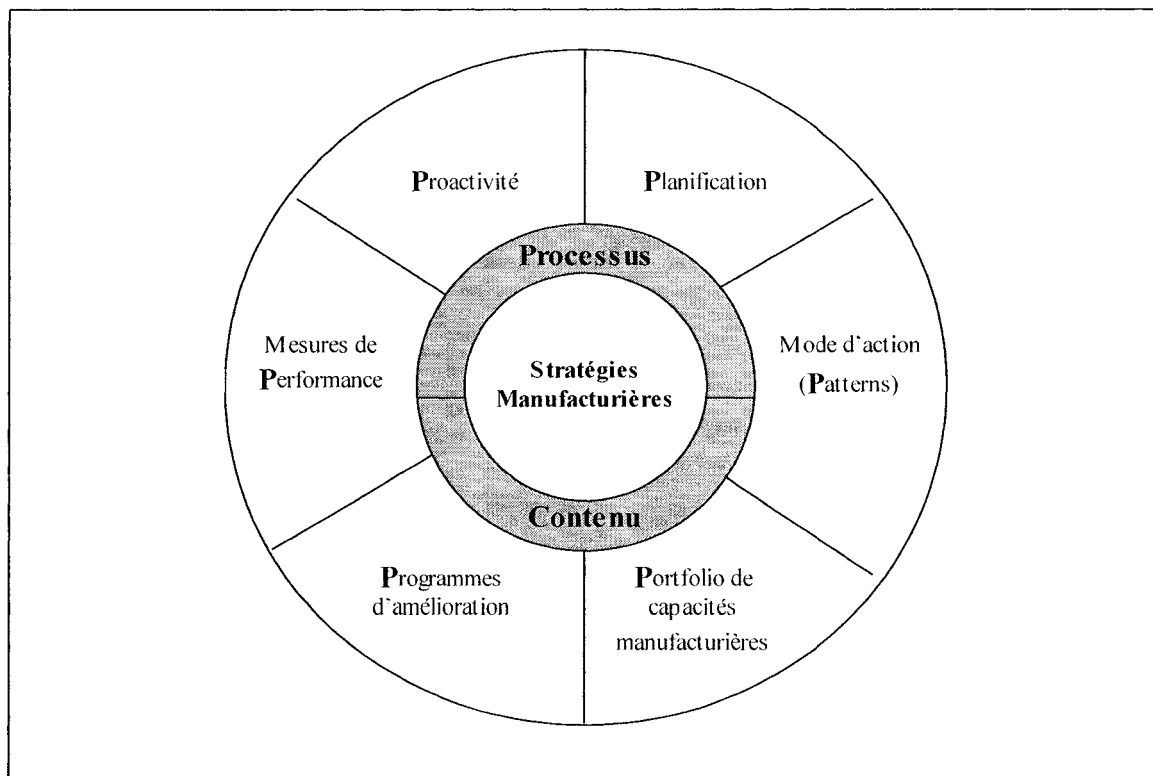 Proactivité
Planification
Processus
Mesures de
Performance
Stratégies
Manufacturières
Mode d'action
(Patterns)
Contenu
Programmes
d'amélioration
Portfolio de
capacités
manufacturières